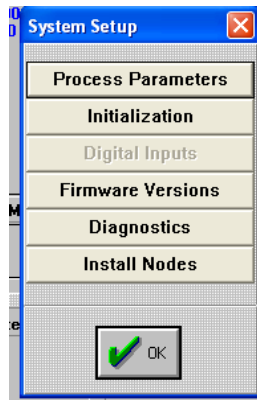 System Setup
Process Parameters
Initialization
Digital Inputs
Firmware Versions
Diagnostics
Install Nodes
OK